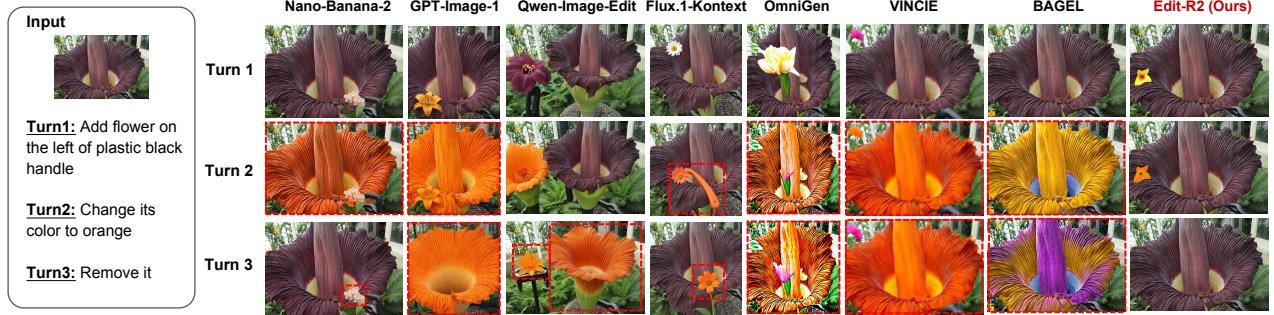 Nano-Banana-2 GPT-Image-1 Qwen-Image-Edit Flux.1-Kontext OmniGen VINCIE BAGEL Edit-R2 (Ours)
Input
Turn1: Add flower on
the left of plastic black
handle
Turn2: Change its
color to orange
Turn3: Remove it
Turn 1
Turn 2
Turn 3